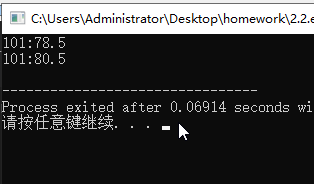 C:\Users\Administrator\Desktop\homework\2.2.e
101:78.5
101:80.5
--------------------------------
Process exited after 0.06914 seconds wi
请按任意键继续. . .